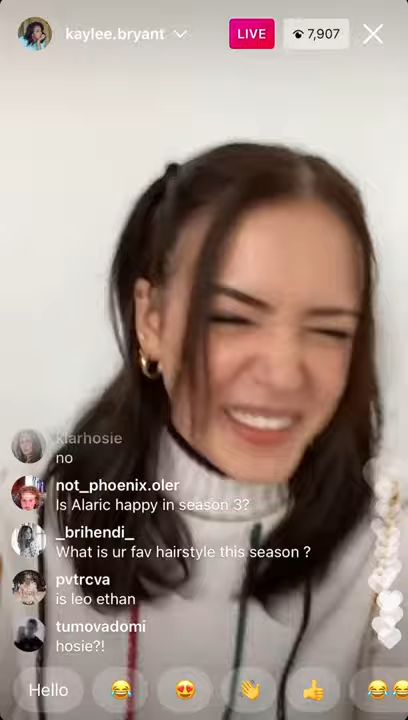 kaylee.bryant
LIVE
7,907
klarhosie
no
not_phoenix.oler
Is Alaric happy in season 3?
_brihendi_
What is ur fav hairstyle this season ?
pvtrcva
is leo ethan
tumovadomi
hosie?!
Hello